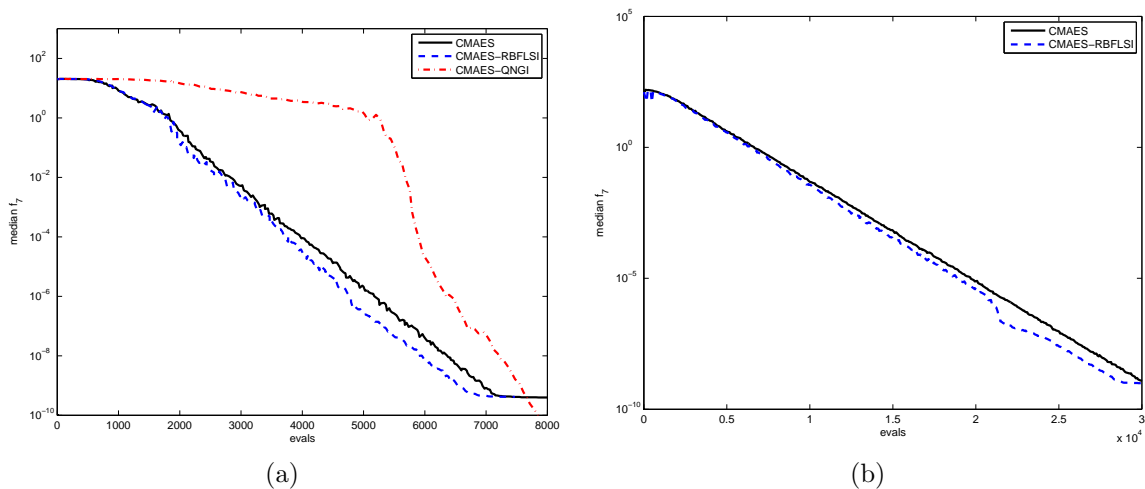 CMAES
CMAES-RBFLSI
CMAES-QNGI
10^2
10^0
10^-2
10^-4
10^-6
10^-8
10^-10
median f_7
0 1000 2000 3000 4000 5000 6000 7000 8000
evals
(a)
CMAES
CMAES-RBFLSI
10^5
10^0
10^-5
10^-10
median f_7
0 0.5 1 1.5 2 2.5 3
evals
x 10^4
(b)